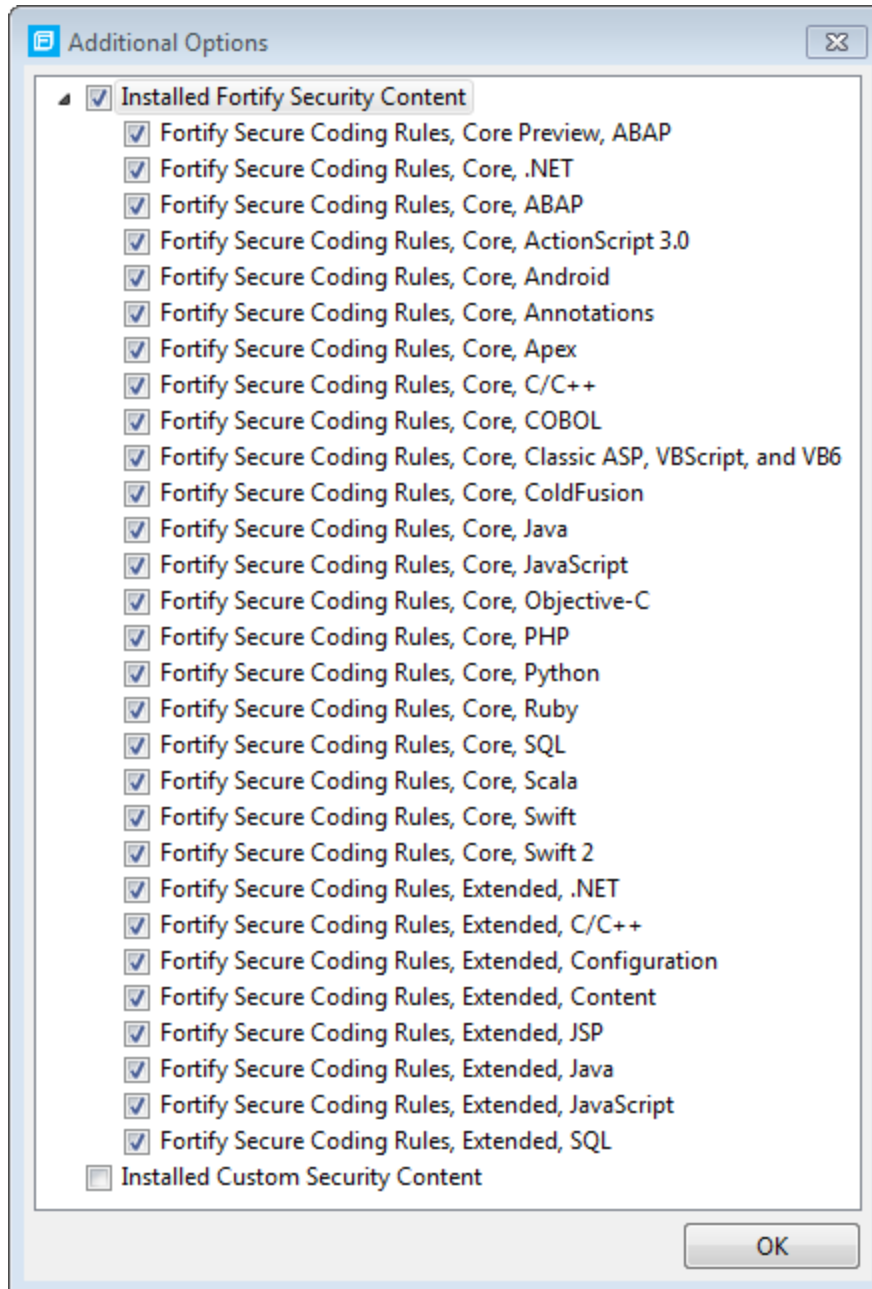 Additional Options
Installed Fortify Security Content
Fortify Secure Coding Rules, Core Preview, ABAP
Fortify Secure Coding Rules, Core, .NET
Fortify Secure Coding Rules, Core, ABAP
Fortify Secure Coding Rules, Core, ActionScript 3.0
Fortify Secure Coding Rules, Core, Android
Fortify Secure Coding Rules, Core, Annotations
Fortify Secure Coding Rules, Core, Apex
Fortify Secure Coding Rules, Core, C/C++
Fortify Secure Coding Rules, Core, COBOL
Fortify Secure Coding Rules, Core, Classic ASP, VBScript, and VB6
Fortify Secure Coding Rules, Core, ColdFusion
Fortify Secure Coding Rules, Core, Java
Fortify Secure Coding Rules, Core, JavaScript
Fortify Secure Coding Rules, Core, Objective-C
Fortify Secure Coding Rules, Core, PHP
Fortify Secure Coding Rules, Core, Python
Fortify Secure Coding Rules, Core, Ruby
Fortify Secure Coding Rules, Core, SQL
Fortify Secure Coding Rules, Core, Scala
Fortify Secure Coding Rules, Core, Swift
Fortify Secure Coding Rules, Core, Swift 2
Fortify Secure Coding Rules, Extended, .NET
Fortify Secure Coding Rules, Extended, C/C++
Fortify Secure Coding Rules, Extended, Configuration
Fortify Secure Coding Rules, Extended, Content
Fortify Secure Coding Rules, Extended, JSP
Fortify Secure Coding Rules, Extended, Java
Fortify Secure Coding Rules, Extended, JavaScript
Fortify Secure Coding Rules, Extended, SQL
Installed Custom Security Content
OK